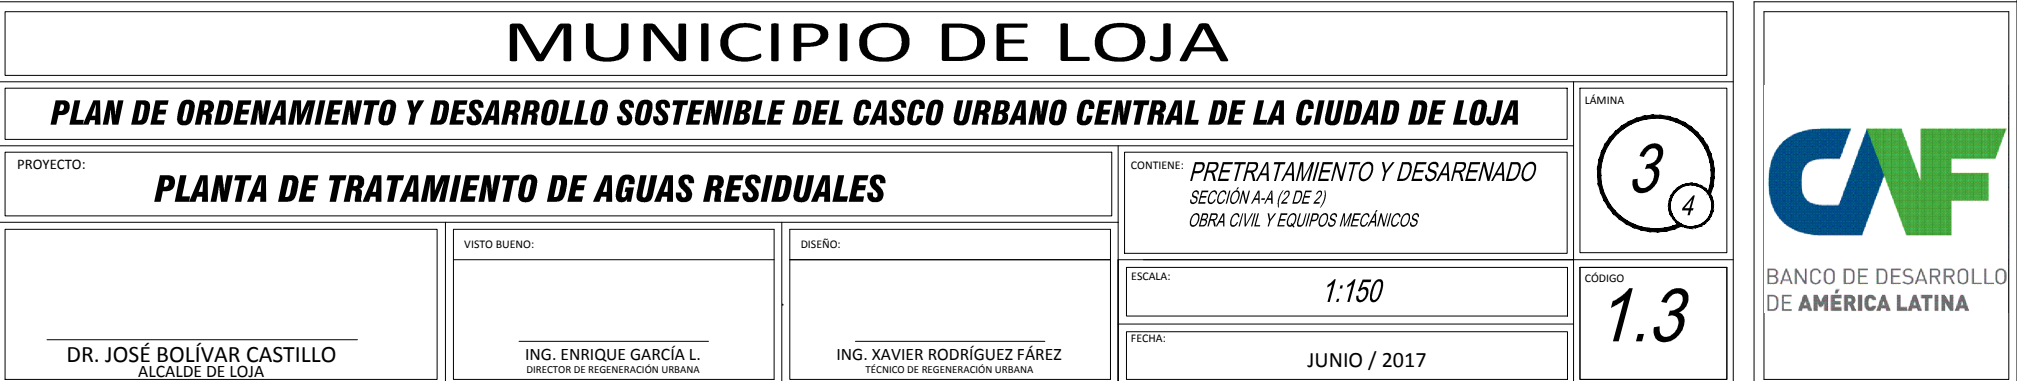 MUNICIPIO DE LOJA
PLAN DE ORDENAMIENTO Y DESARROLLO SOSTENIBLE DEL CASCO URBANO CENTRAL DE LA CIUDAD DE LOJA
PROYECTO:
PLANTA DE TRATAMIENTO DE AGUAS RESIDUALES
CONTIENE: PRETRATAMIENTO Y DESARENADO
SECCIÓN A-A (2 DE 2)
OBRA CIVIL Y EQUIPOS MECÁNICOS
LÁMINA
3
4
DR. JOSÉ BOLÍVAR CASTILLO
ALCALDE DE LOJA
VISTO BUENO:
ING. ENRIQUE GARCÍA L.
DIRECTOR DE REGENERACIÓN URBANA
DISEÑO:
ING. XAVIER RODRÍGUEZ FÁREZ
TÉCNICO DE REGENERACIÓN URBANA
ESCALA:
1:150
FECHA:
JUNIO / 2017
CÓDIGO
1.3
CAF
BANCO DE DESARROLLO
DE AMÉRICA LATINA